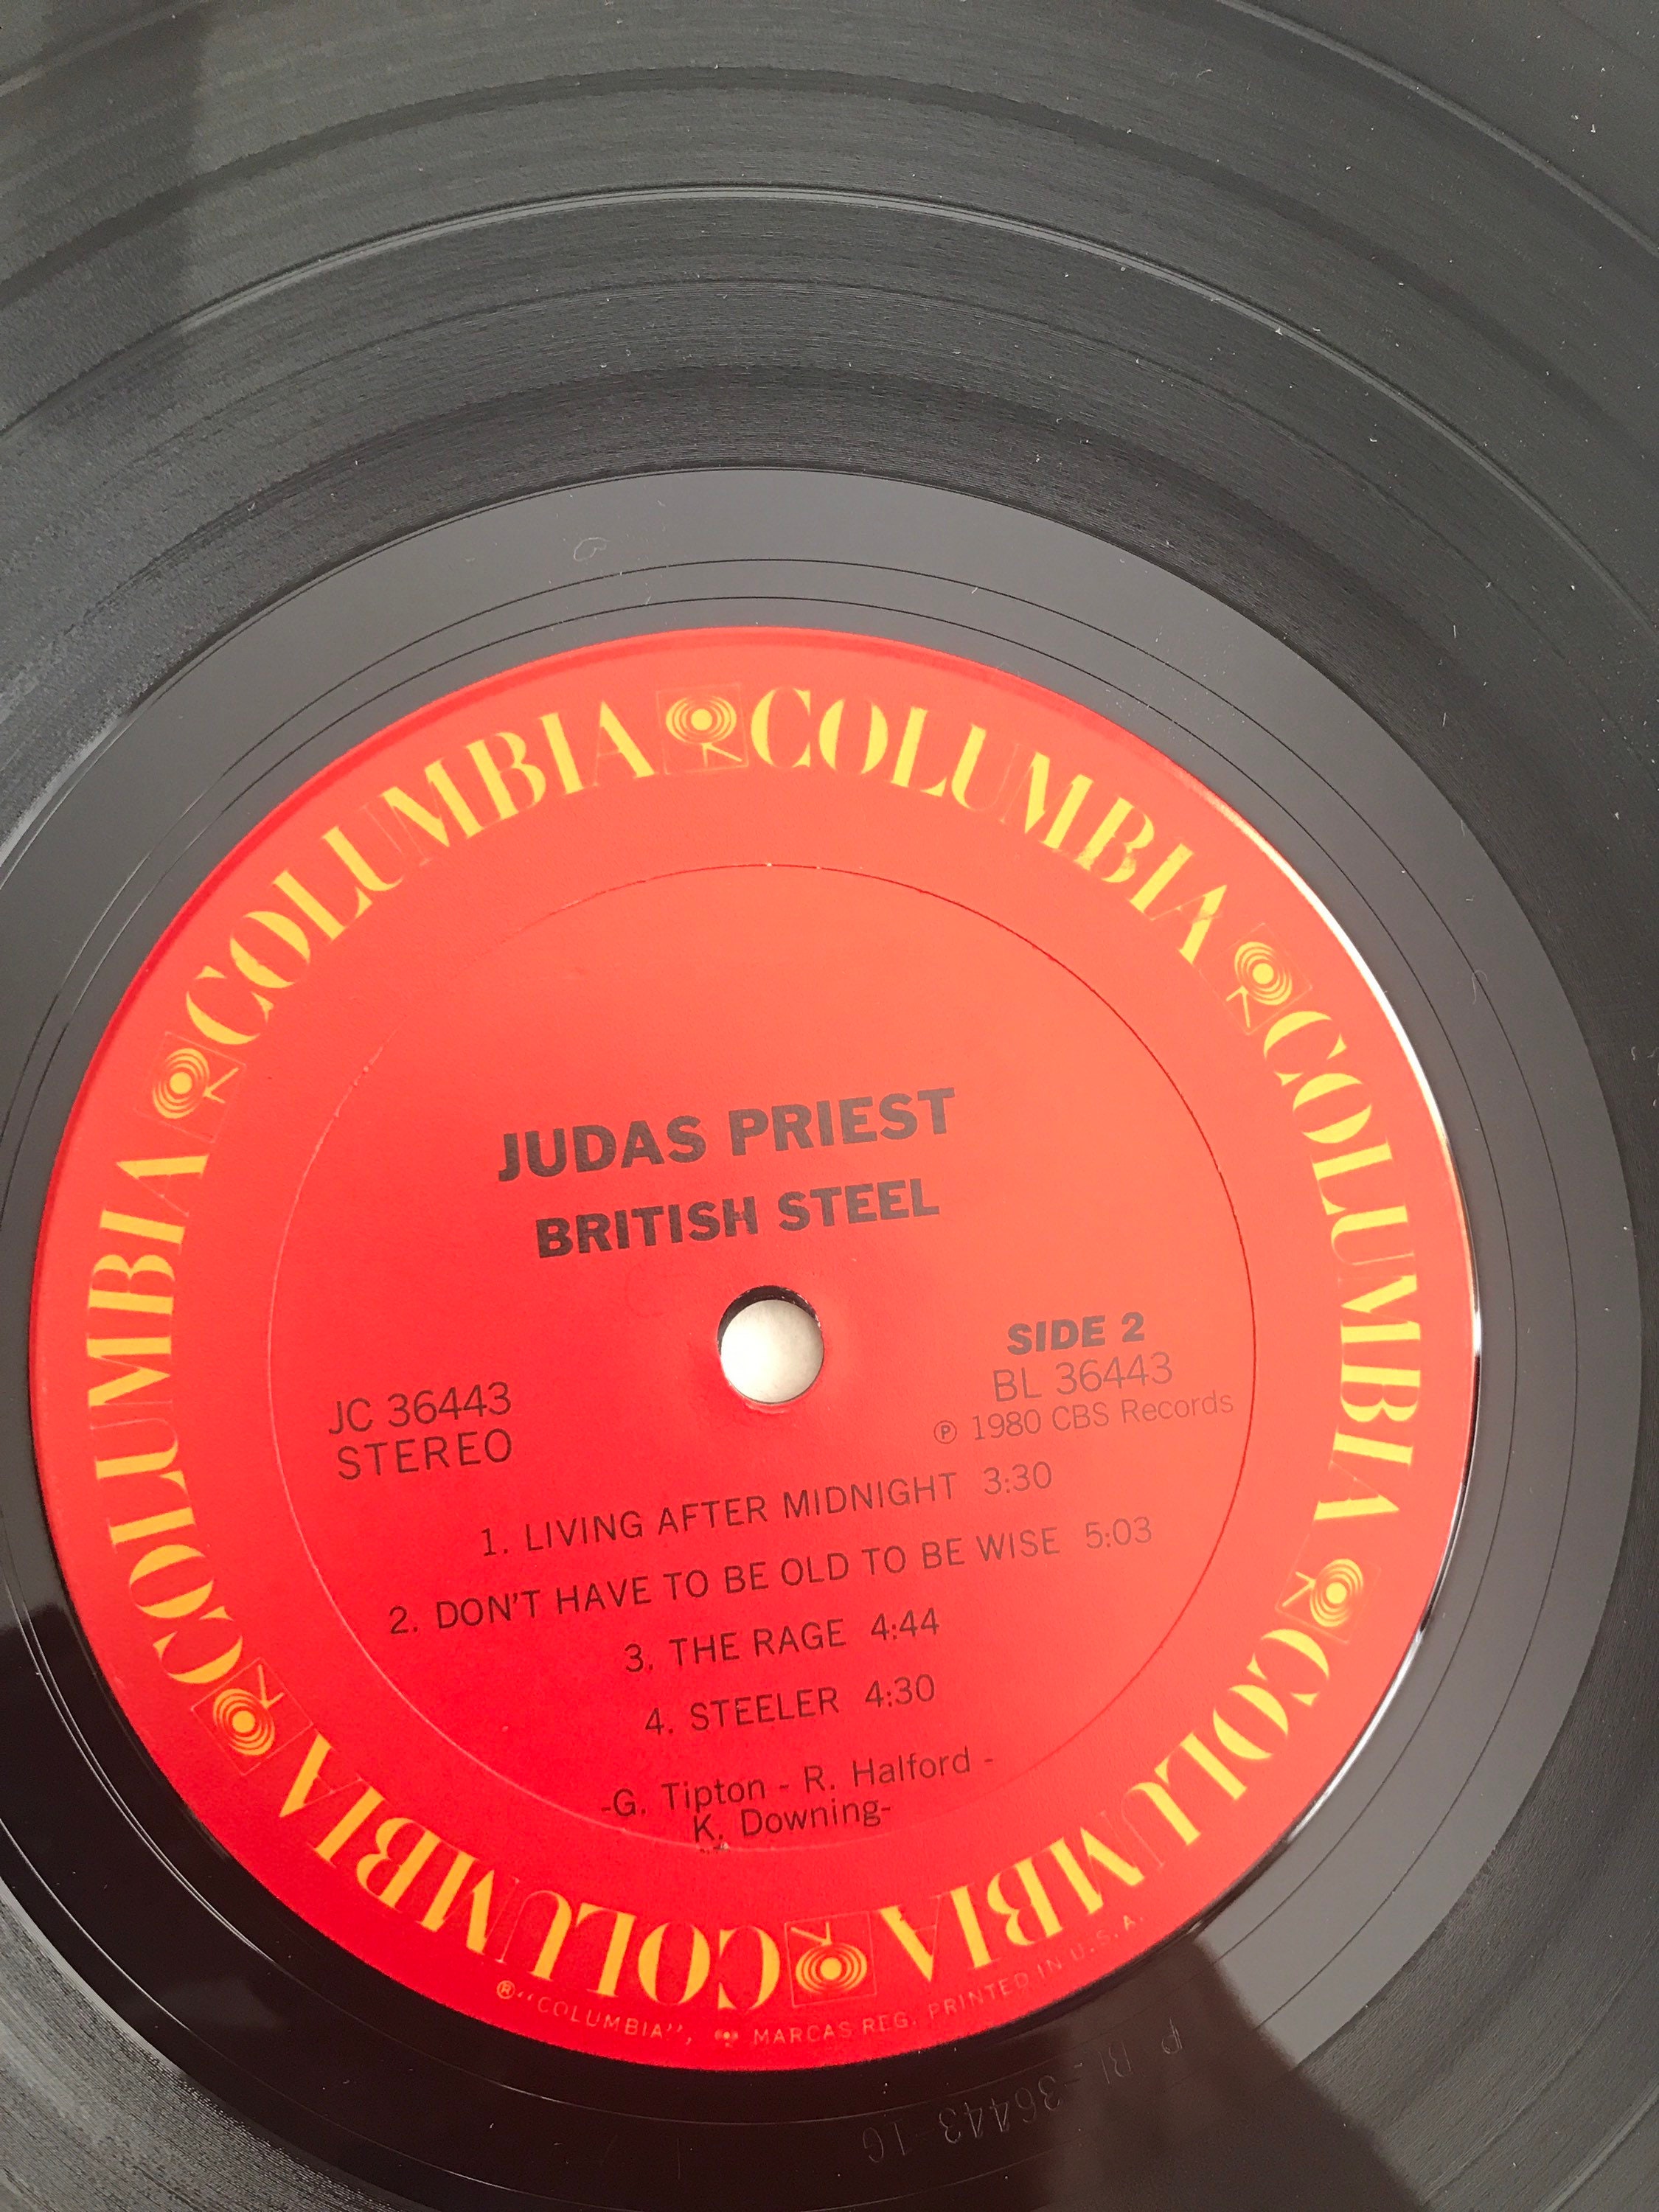 COLUMBIA COLUMBIA COLUMBIA COLUMBIA COLUMBIA COLUMBIA
JUDAS PRIEST
BRITISH STEEL
SIDE 2
BL 36443
℗ 1980 CBS Records
JC 36443
STEREO
1. LIVING AFTER MIDNIGHT 3:30
2. DON'T HAVE TO BE OLD TO BE WISE 5:03
3. THE RAGE 4:44
4. STEELER 4:30
-G. Tipton - R. Halford -
K. Downing-
®"COLUMBIA", MARCAS REG. PRINTED IN U.S.A.
P BL-36443-1G